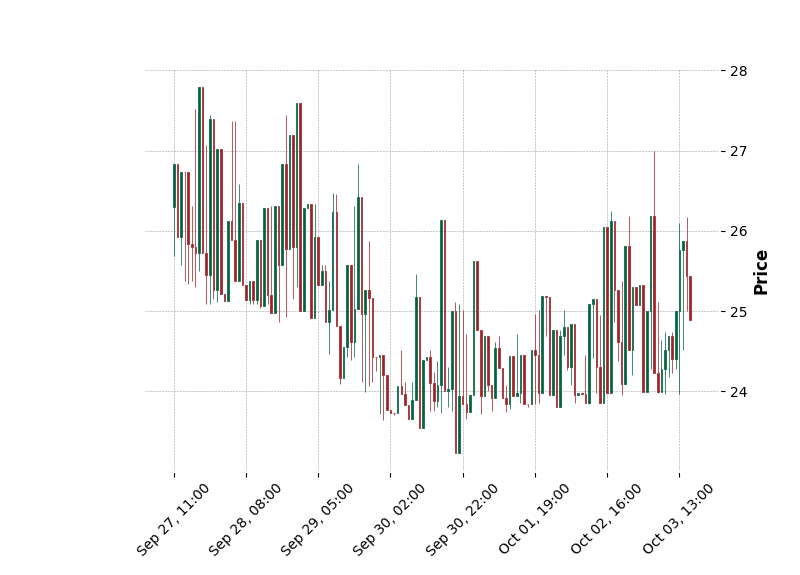 28
27
26
25
24
Price
Sep 27, 11:00
Sep 28, 08:00
Sep 29, 05:00
Sep 30, 02:00
Sep 30, 22:00
Oct 01, 19:00
Oct 02, 16:00
Oct 03, 13:00